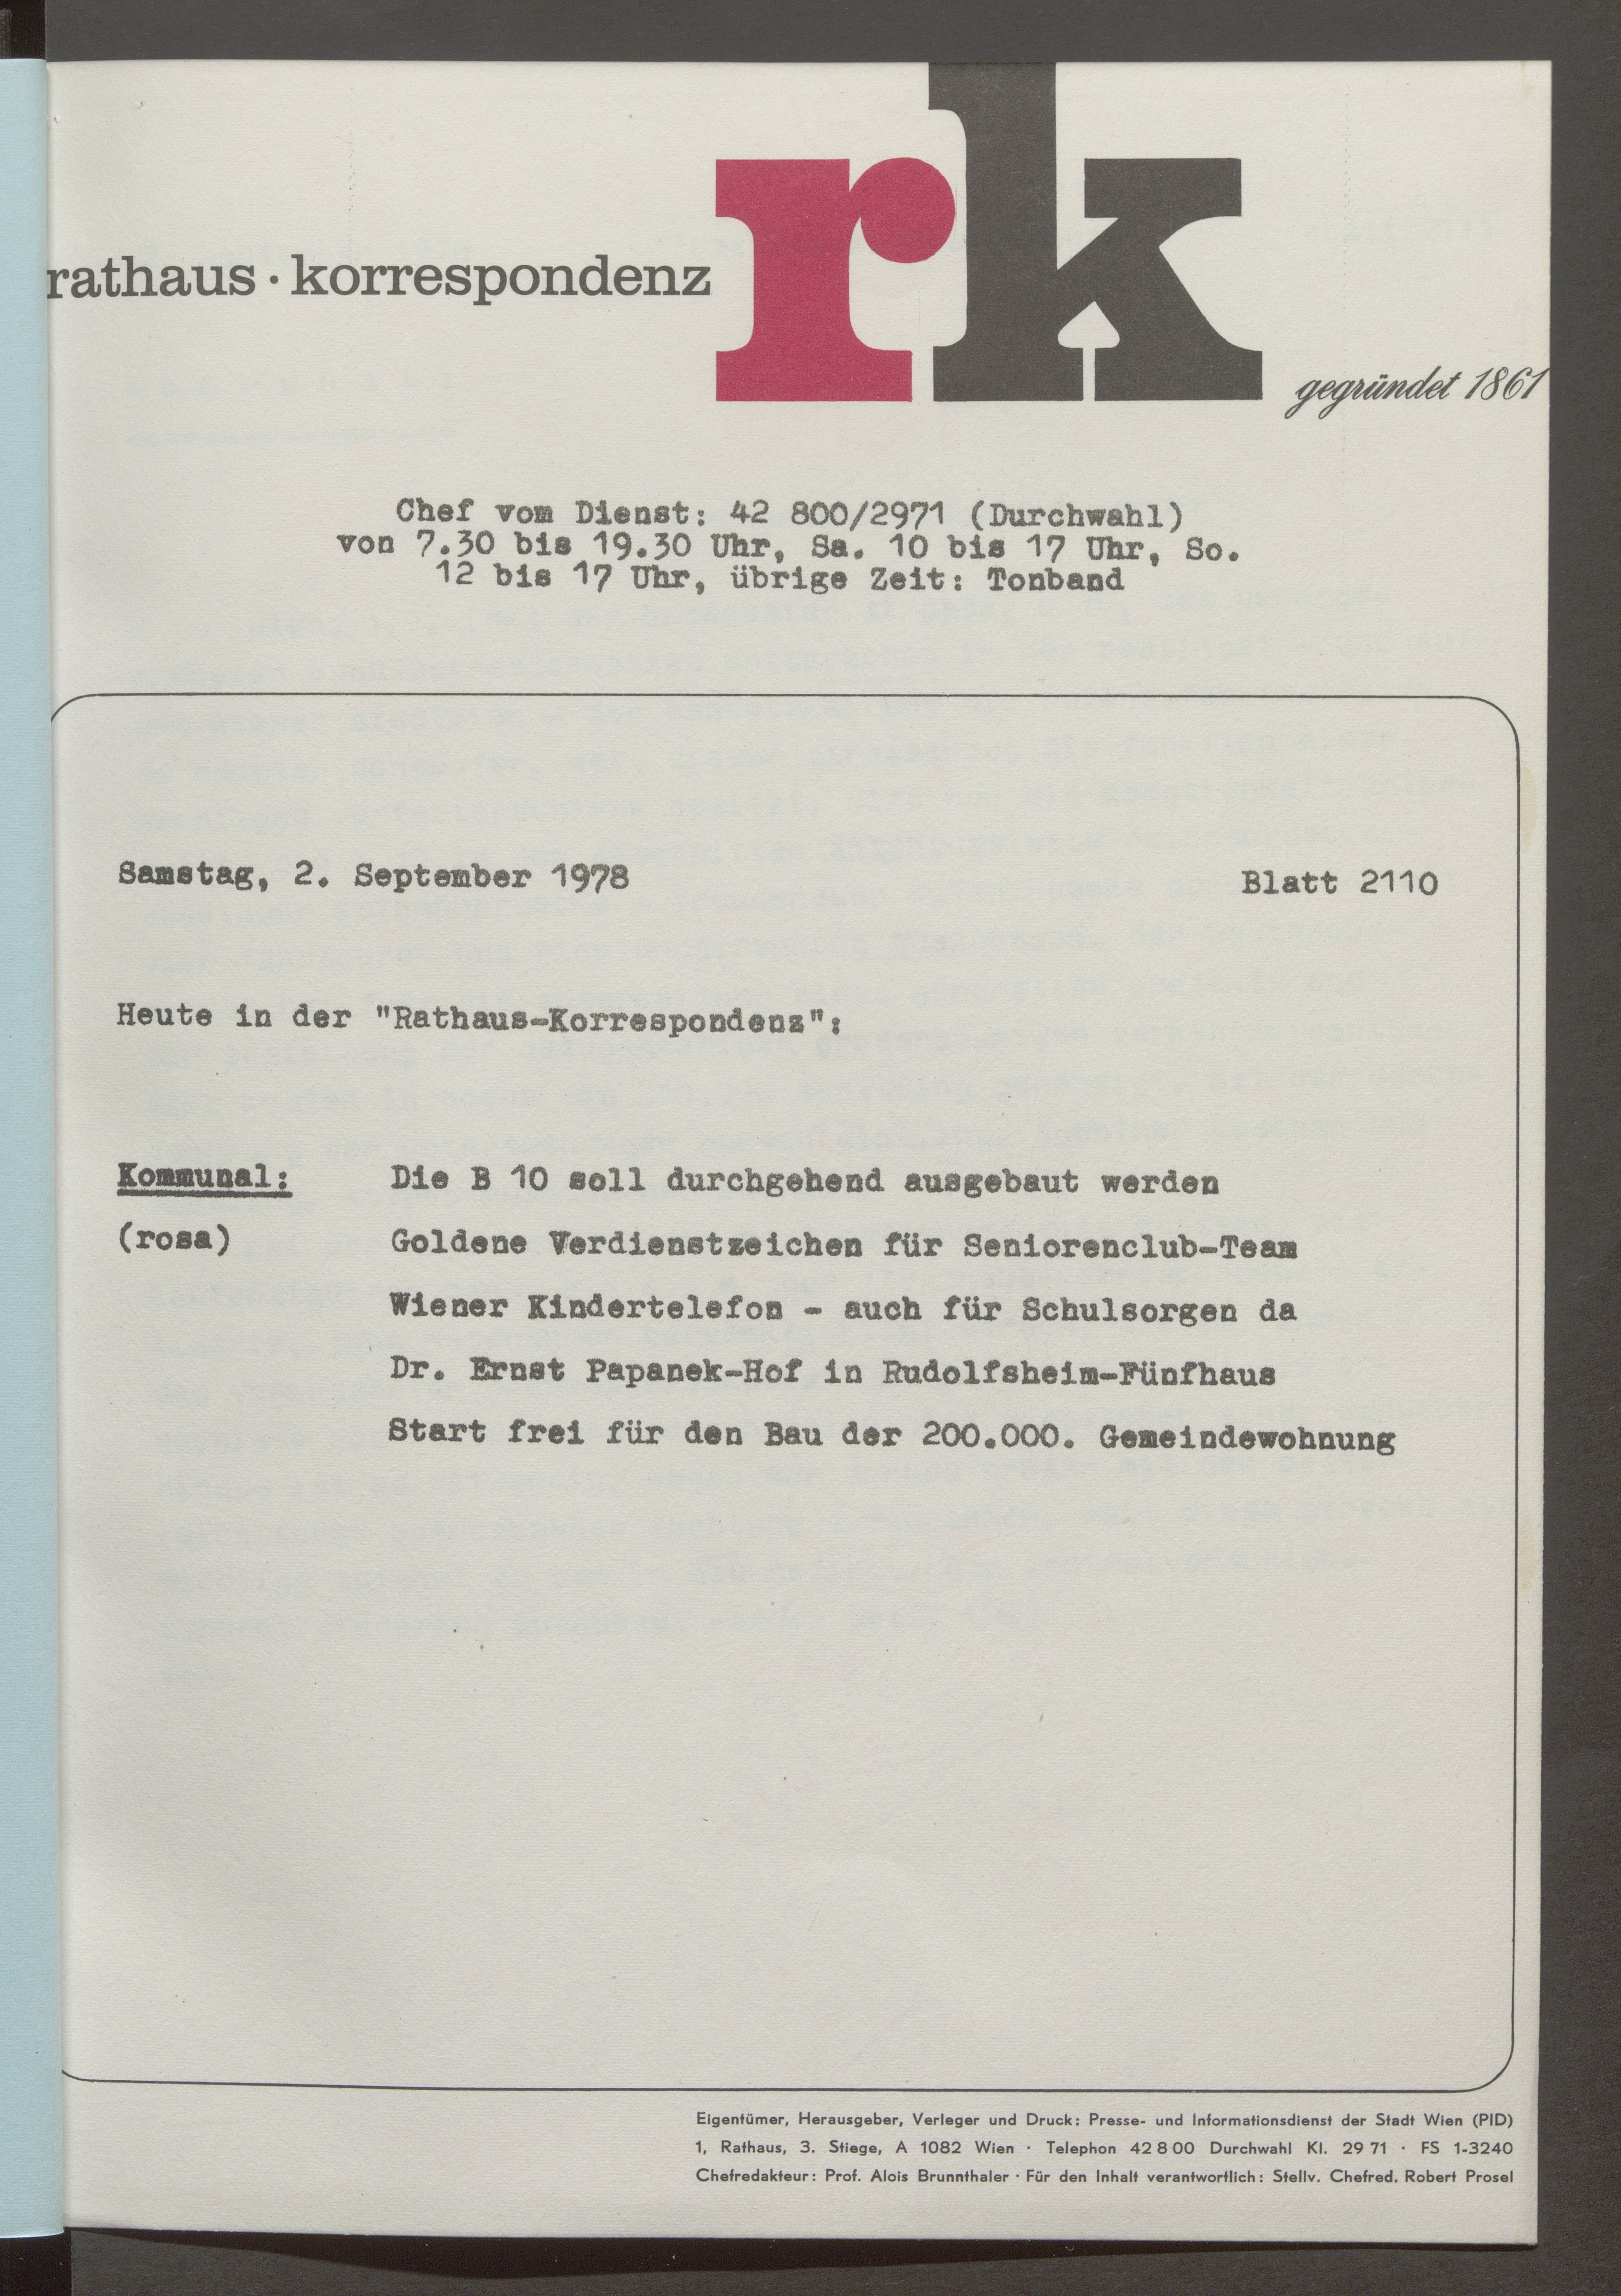 rathaus · korrespondenz
rk
gegründet 1861
Chef vom Dienst: 42 800/2971 (Durchwahl)
von 7.30 bis 19.30 Uhr, Sa. 10 bis 17 Uhr, So.
12 bis 17 Uhr, übrige Zeit: Tonband
Samstag, 2. September 1978 Blatt 2110
Heute in der "Rathaus-Korrespondenz":
Kommunal: Die B 10 soll durchgehend ausgebaut werden
(rosa) Goldene Verdienstzeichen für Seniorenclub-Team
Wiener Kindertelefon - auch für Schulsorgen da
Dr. Ernst Papanek-Hof in Rudolfsheim-Fünfhaus
Start frei für den Bau der 200.000. Gemeindewohnung
Eigentümer, Herausgeber, Verleger und Druck: Presse- und Informationsdienst der Stadt Wien (PID)
1, Rathaus, 3. Stiege, A 1082 Wien · Telephon 42 8 00 Durchwahl Kl. 29 71 · FS 1-3240
Chefredakteur: Prof. Alois Brunnthaler · Für den Inhalt verantwortlich: Stellv. Chefred. Robert Prosel